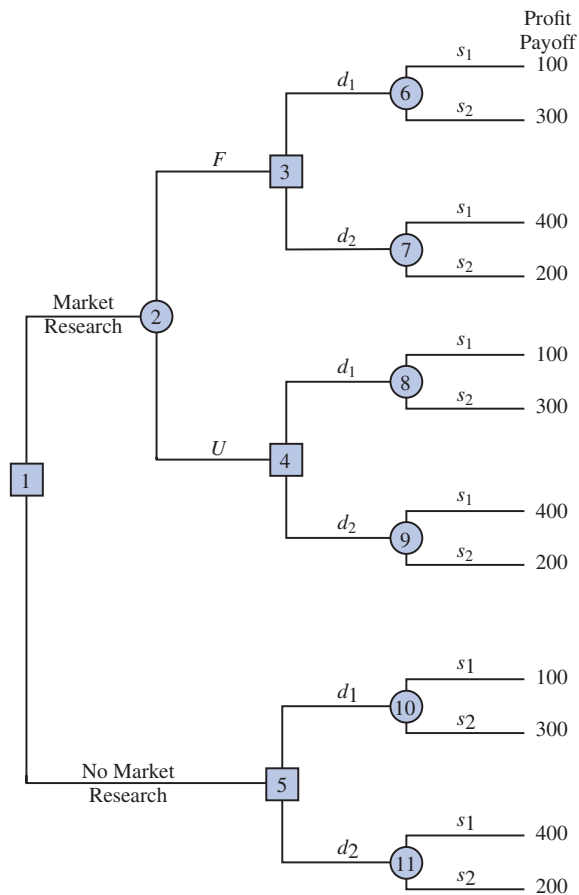 Profit
Payoff
s1 100
d1
6
s2 300
F
3
s1 400
d2
7
s2 200
Market
Research
2
s1 100
d1
8
s2 300
U
4
1
s1 400
d2
9
s2 200
s1 100
d1
10
s2 300
No Market
Research
5
s1 400
d2
11
s2 200